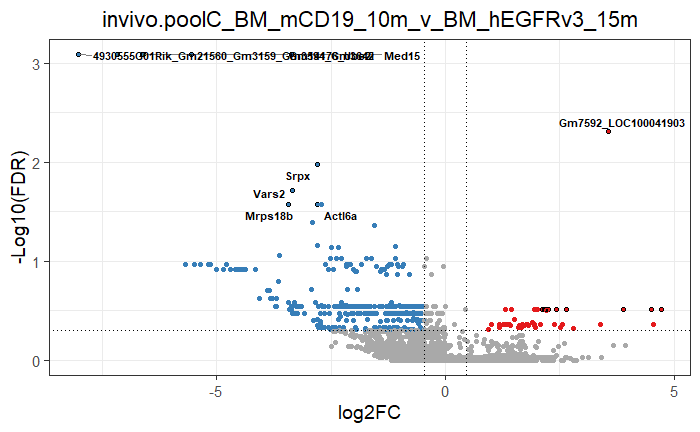 invivo.poolC_BM_mCD19_10m_v_BM_hEGFRv3_15m
3
Med15
Gm7592_LOC100041903
2
Srpx
Vars2
Mrps18b
Actl6a
-Log10(FDR)
1
0
-5
0
5
log2FC